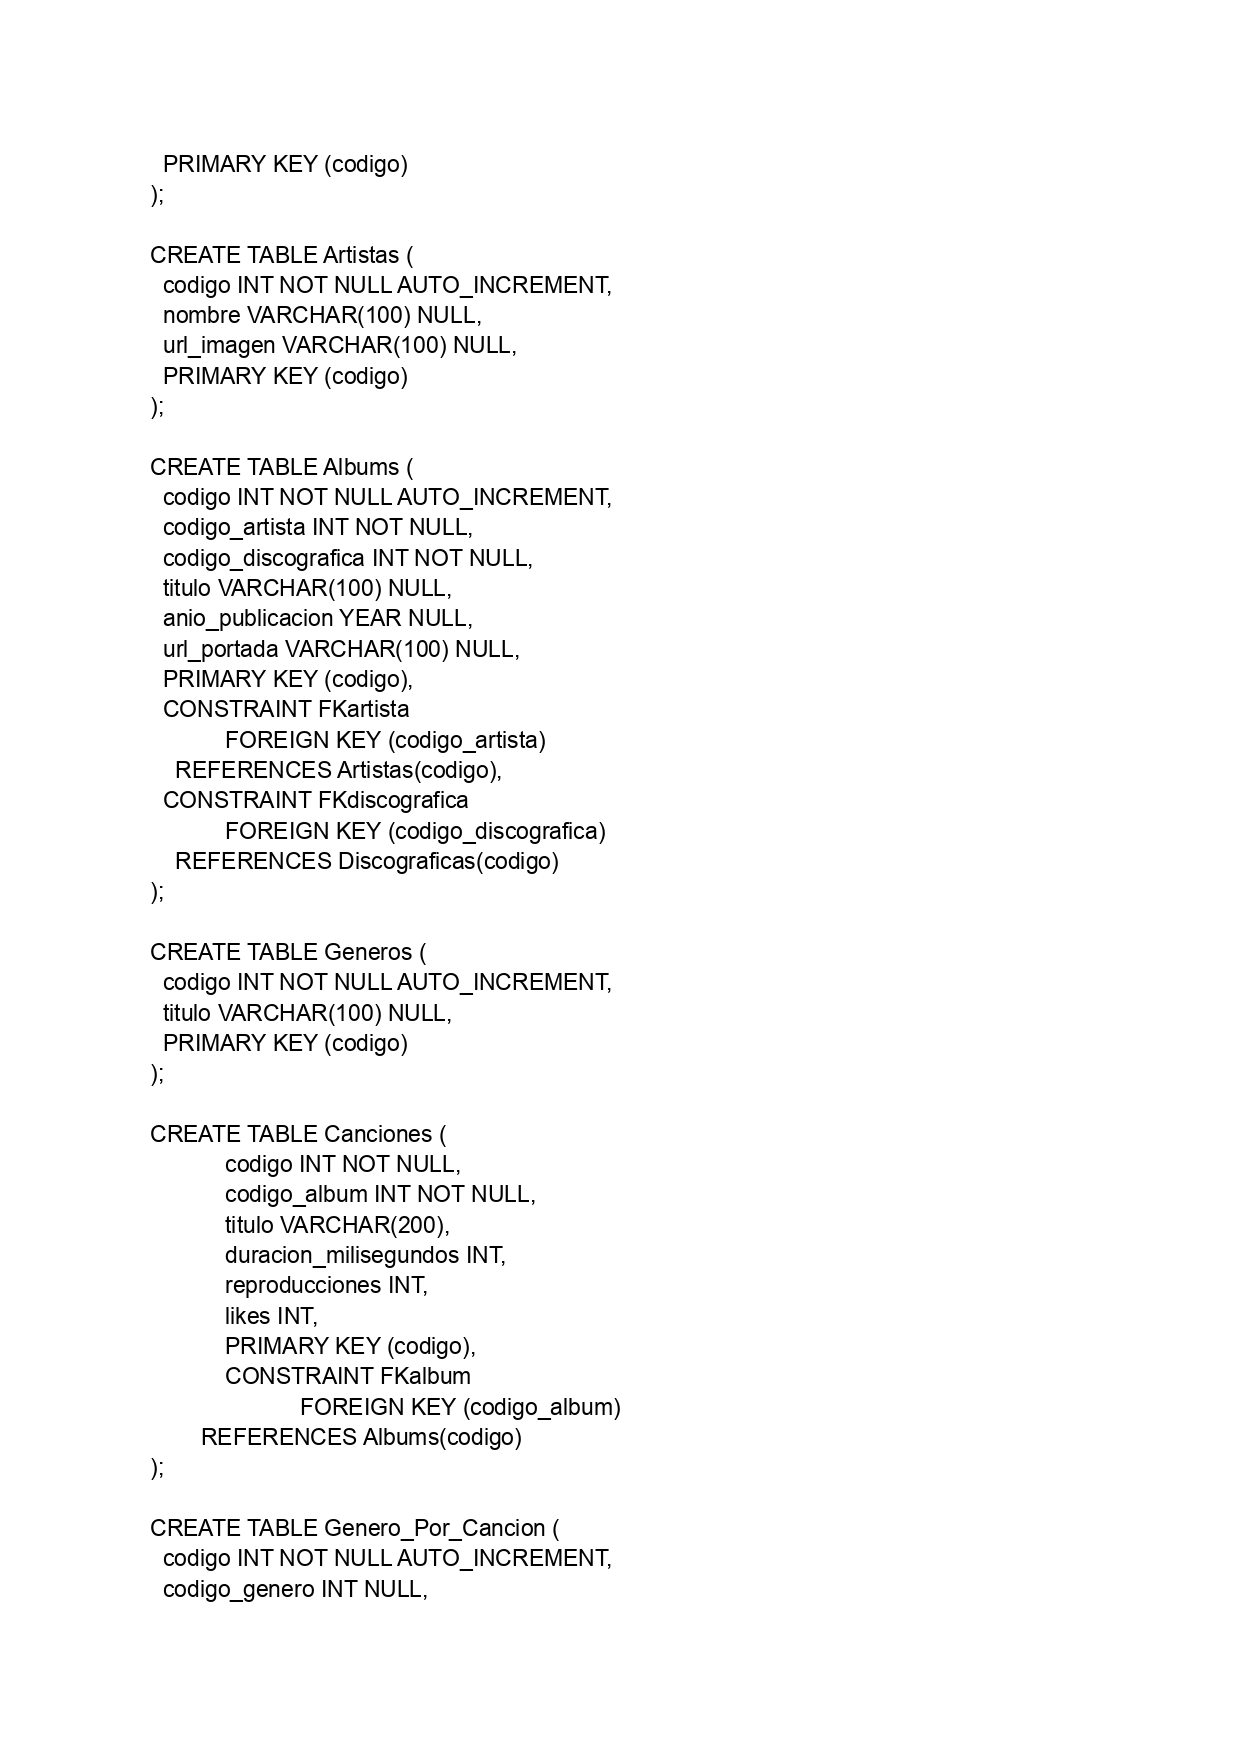 PRIMARY KEY (codigo)
);
CREATE TABLE Artistas (
codigo INT NOT NULL AUTO_INCREMENT,
nombre VARCHAR(100) NULL,
url_imagen VARCHAR(100) NULL,
PRIMARY KEY (codigo)
);
CREATE TABLE Albums (
codigo INT NOT NULL AUTO_INCREMENT,
codigo_artista INT NOT NULL,
codigo_discografica INT NOT NULL,
titulo VARCHAR(100) NULL,
anio_publicacion YEAR NULL,
url_portada VARCHAR(100) NULL,
PRIMARY KEY (codigo),
CONSTRAINT FKartista
FOREIGN KEY (codigo_artista)
REFERENCES Artistas(codigo),
CONSTRAINT FKdiscografica
FOREIGN KEY (codigo_discografica)
REFERENCES Discograficas(codigo)
);
CREATE TABLE Generos (
codigo INT NOT NULL AUTO_INCREMENT,
titulo VARCHAR(100) NULL,
PRIMARY KEY (codigo)
);
CREATE TABLE Canciones (
codigo INT NOT NULL,
codigo_album INT NOT NULL,
titulo VARCHAR(200),
duracion_milisegundos INT,
reproducciones INT,
likes INT,
PRIMARY KEY (codigo),
CONSTRAINT FKalbum
FOREIGN KEY (codigo_album)
REFERENCES Albums(codigo)
);
CREATE TABLE Genero_Por_Cancion (
codigo INT NOT NULL AUTO_INCREMENT,
codigo_genero INT NULL,